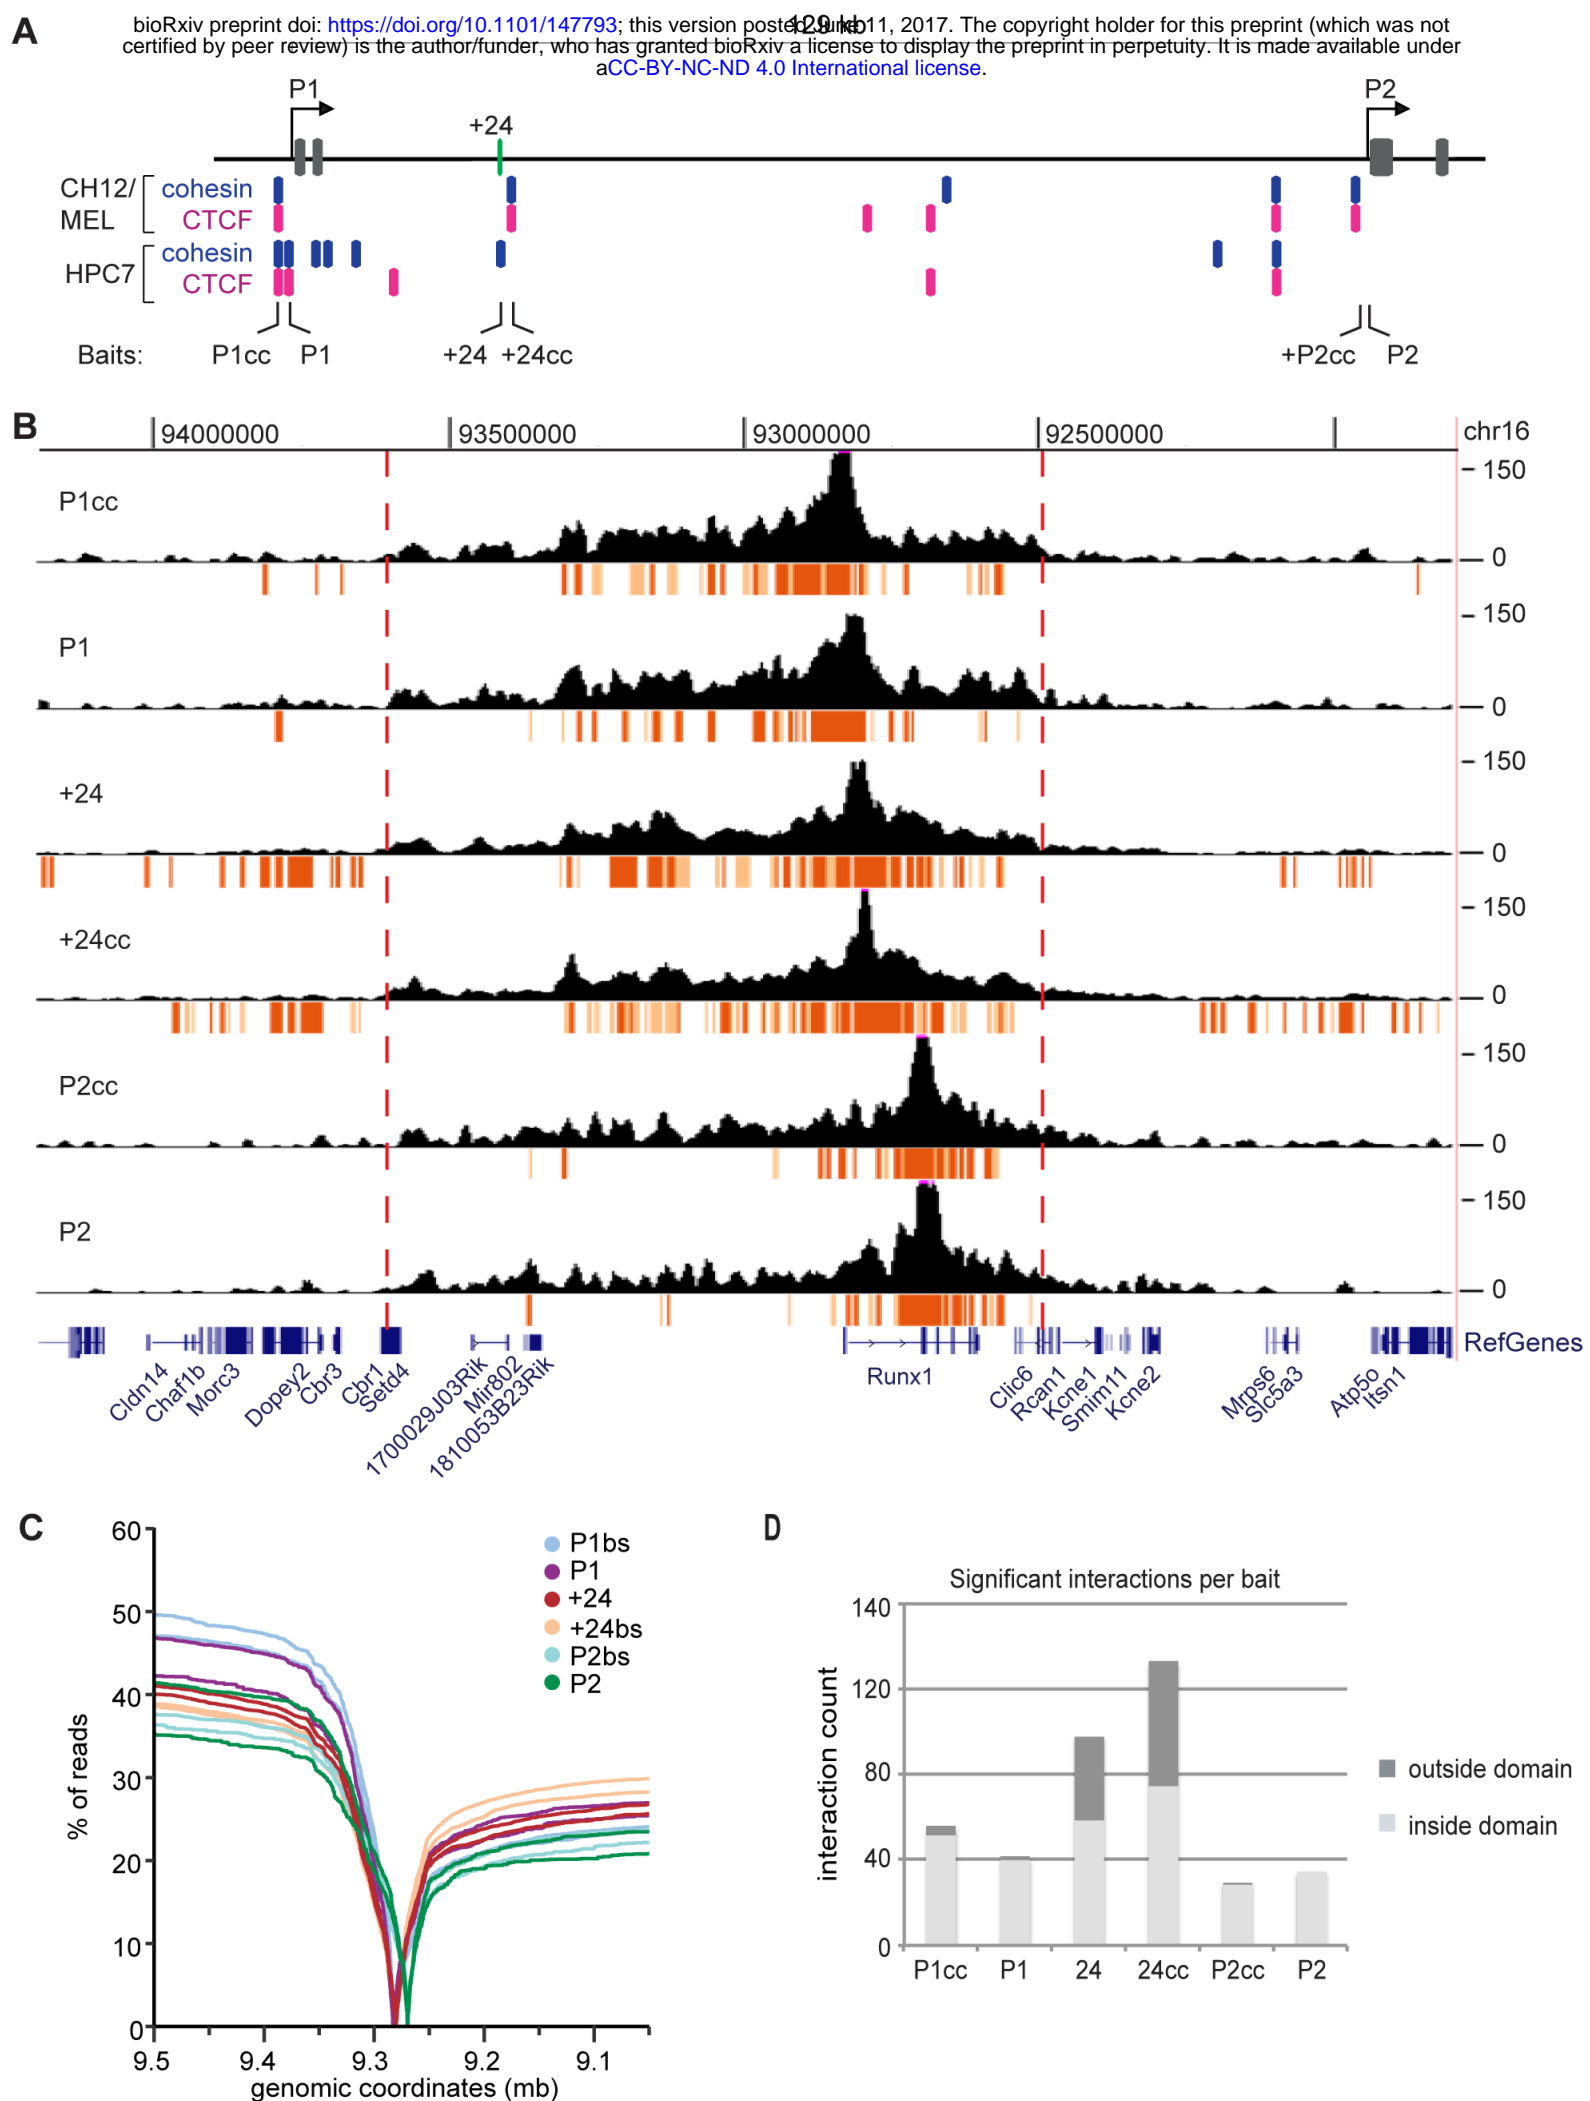 A
bioRxiv preprint doi: https://doi.org/10.1101/147793; this version posted June 11, 2017. The copyright holder for this preprint (which was not
129 kb
certified by peer review) is the author/funder, who has granted bioRxiv a license to display the preprint in perpetuity. It is made available under
aCC-BY-NC-ND 4.0 International license.
P1
P2
+24
CH12/
MEL
cohesin
CTCF
HPC7
cohesin
CTCF
Baits:
P1cc
P1
+24
+24cc
+P2cc
P2
B
94000000
93500000
93000000
92500000
chr16
P1cc
150
0
P1
150
0
+24
150
0
+24cc
150
0
P2cc
150
0
P2
150
0
RefGenes
Cldn14
Chaf1b
Morc3
Dopey2
Cbr3
Cbr1
Setd4
1700029J03Rik
Mir802
1810053B23Rik
Runx1
Clic6
Rcan1
Kcne1
Smim11
Kcne2
Mrps6
Slc5a3
Atp5o
Itsn1
C
60
50
40
30
20
10
0
% of reads
9.5
9.4
9.3
9.2
9.1
genomic coordinates (mb)
P1bs
P1
+24
+24bs
P2bs
P2
D
Significant interactions per bait
140
120
80
40
0
interaction count
P1cc
P1
24
24cc
P2cc
P2
outside domain
inside domain